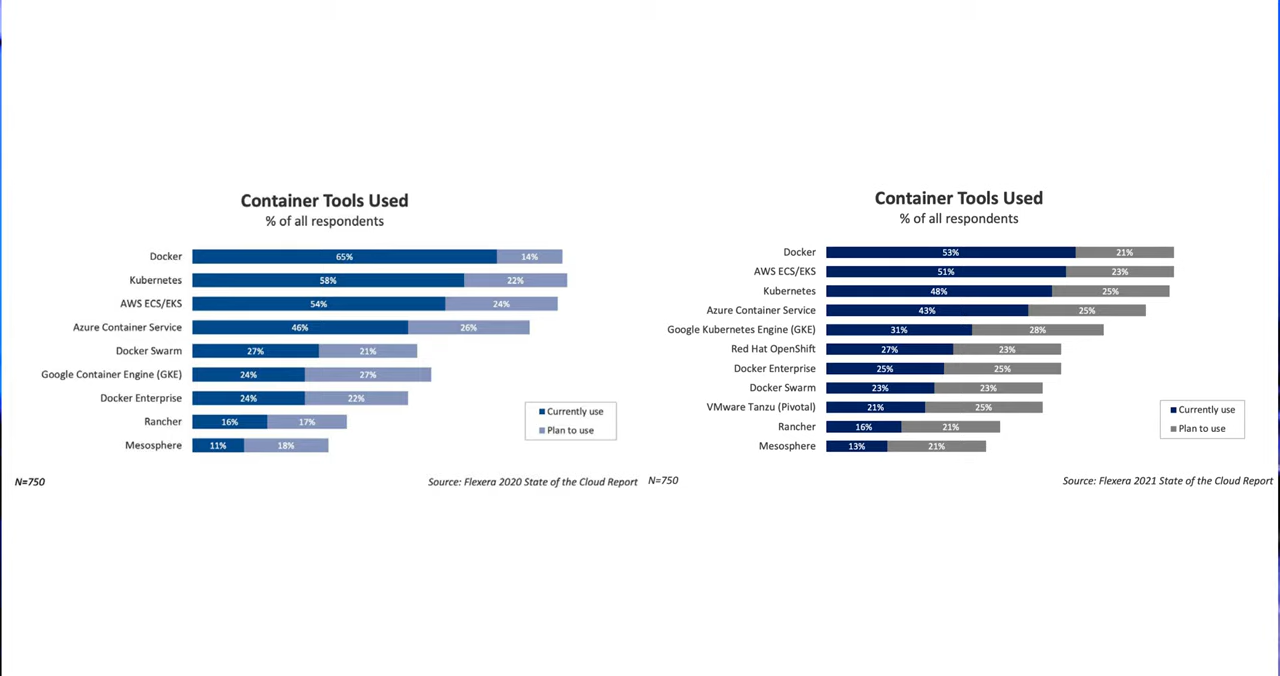 Container Tools Used
% of all respondents
Docker 65% 14%
Kubernetes 58% 22%
AWS ECS/EKS 54% 24%
Azure Container Service 46% 26%
Docker Swarm 27% 21%
Google Container Engine (GKE) 24% 27%
Docker Enterprise 24% 22%
Rancher 16% 17%
Mesosphere 11% 18%
Currently use
Plan to use
N=750
Source: Flexera 2020 State of the Cloud Report
Container Tools Used
% of all respondents
Docker 53% 21%
AWS ECS/EKS 51% 23%
Kubernetes 48% 25%
Azure Container Service 43% 25%
Google Kubernetes Engine (GKE) 31% 28%
Red Hat OpenShift 27% 23%
Docker Enterprise 25% 25%
Docker Swarm 23% 23%
VMware Tanzu (Pivotal) 21% 25%
Rancher 16% 21%
Mesosphere 13% 21%
Currently use
Plan to use
N=750
Source: Flexera 2021 State of the Cloud Report